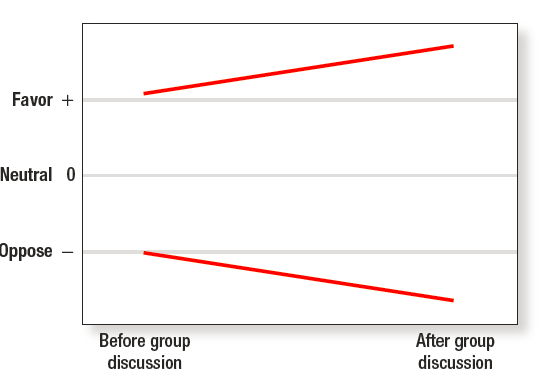 Favor +
Neutral 0
Oppose –
Before group
discussion
After group
discussion